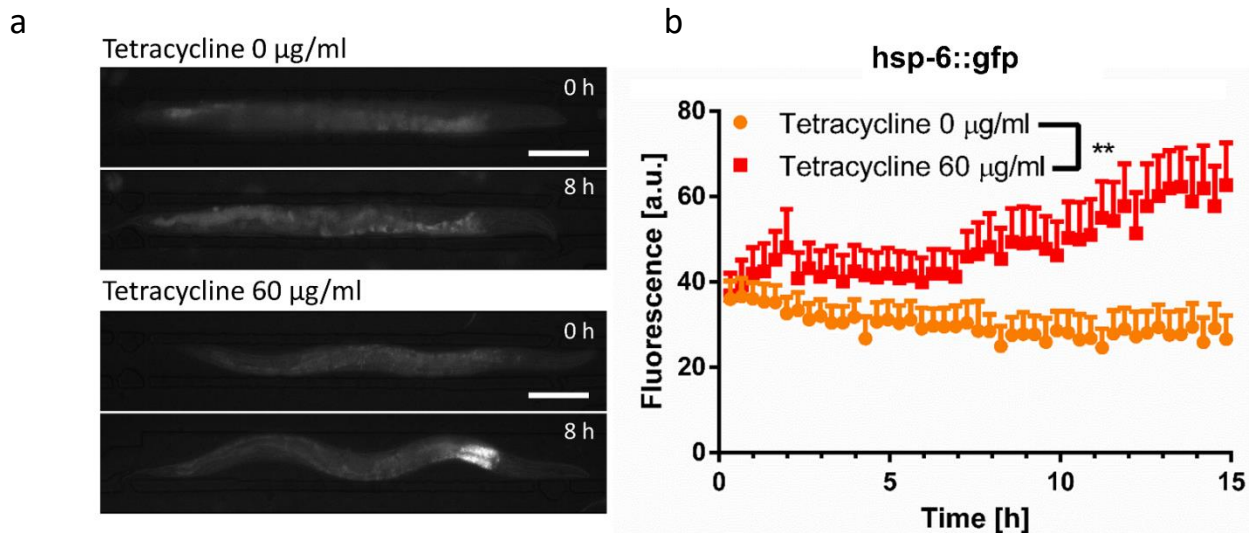 a
Tetracycline 0 µg/ml
0 h
8 h
Tetracycline 60 µg/ml
0 h
8 h
b
hsp-6::gfp
Tetracycline 0 µg/ml
Tetracycline 60 µg/ml
**
Fluorescence [a.u.]
80
60
40
20
0
0 5 10 15
Time [h]